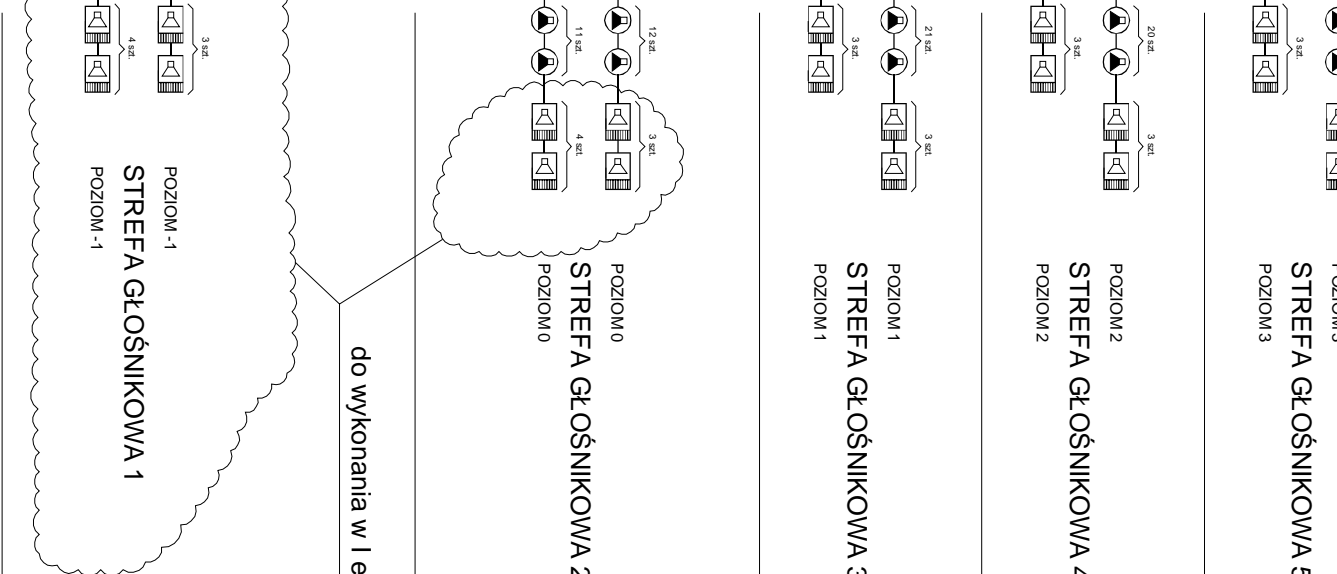 3 szt.
STREFA GŁOŚNIKOWA 5
POZIOM 3
20 szt.
3 szt.
POZIOM 2
3 szt.
STREFA GŁOŚNIKOWA 4
POZIOM 2
21 szt.
3 szt.
POZIOM 1
3 szt.
STREFA GŁOŚNIKOWA 3
POZIOM 1
12 szt.
3 szt.
POZIOM 0
11 szt.
4 szt.
STREFA GŁOŚNIKOWA 2
POZIOM 0
do wykonania w I e
3 szt.
POZIOM -1
4 szt.
STREFA GŁOŚNIKOWA 1
POZIOM -1